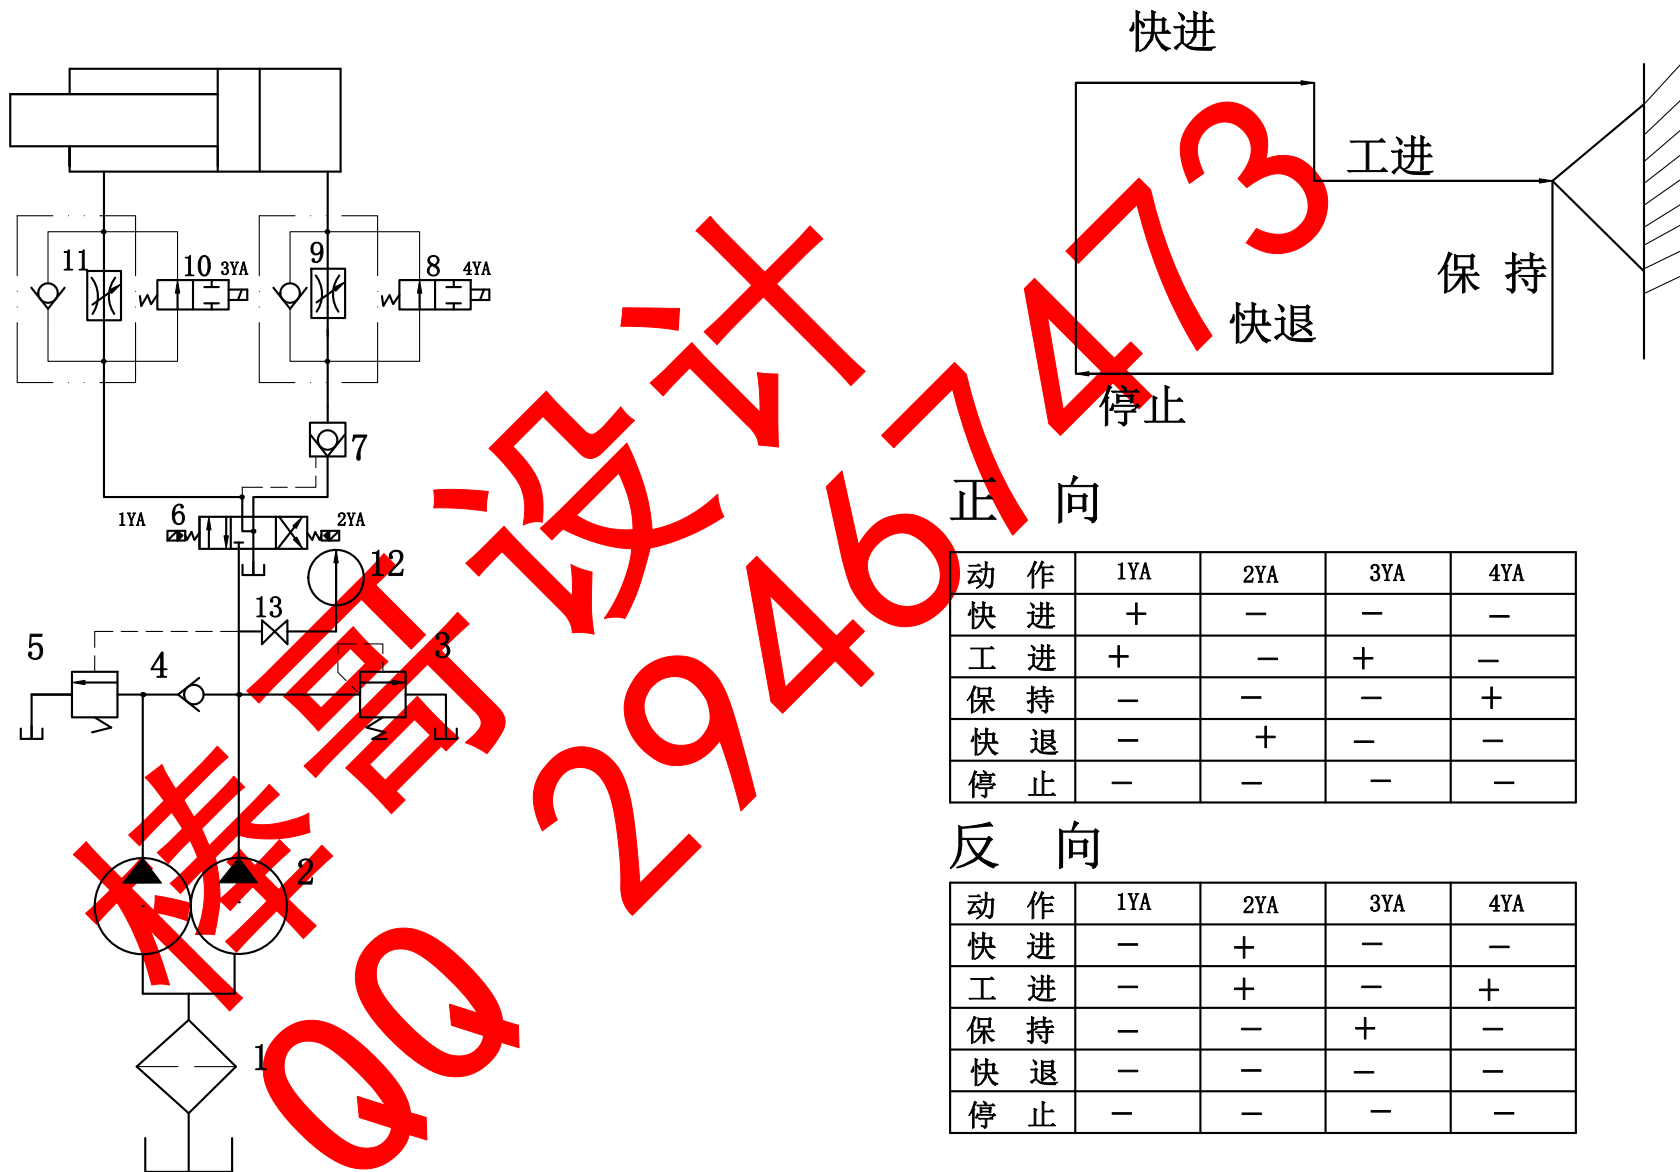 快进
工进
保 持
快退
停止
11
10 3YA
9
8 4YA
7
1YA 6 2YA
12
13
5
4
3
2
1
正 向
动 作 1YA 2YA 3YA 4YA
快 进 + − − −
工 进 + − + −
保 持 − − − +
快 退 − + − −
停 止 − − − −
反 向
动 作 1YA 2YA 3YA 4YA
快 进 − + − −
工 进 − + − +
保 持 − − + −
快 退 − − − −
停 止 − − − −
棒哥设计
QQ 29467473